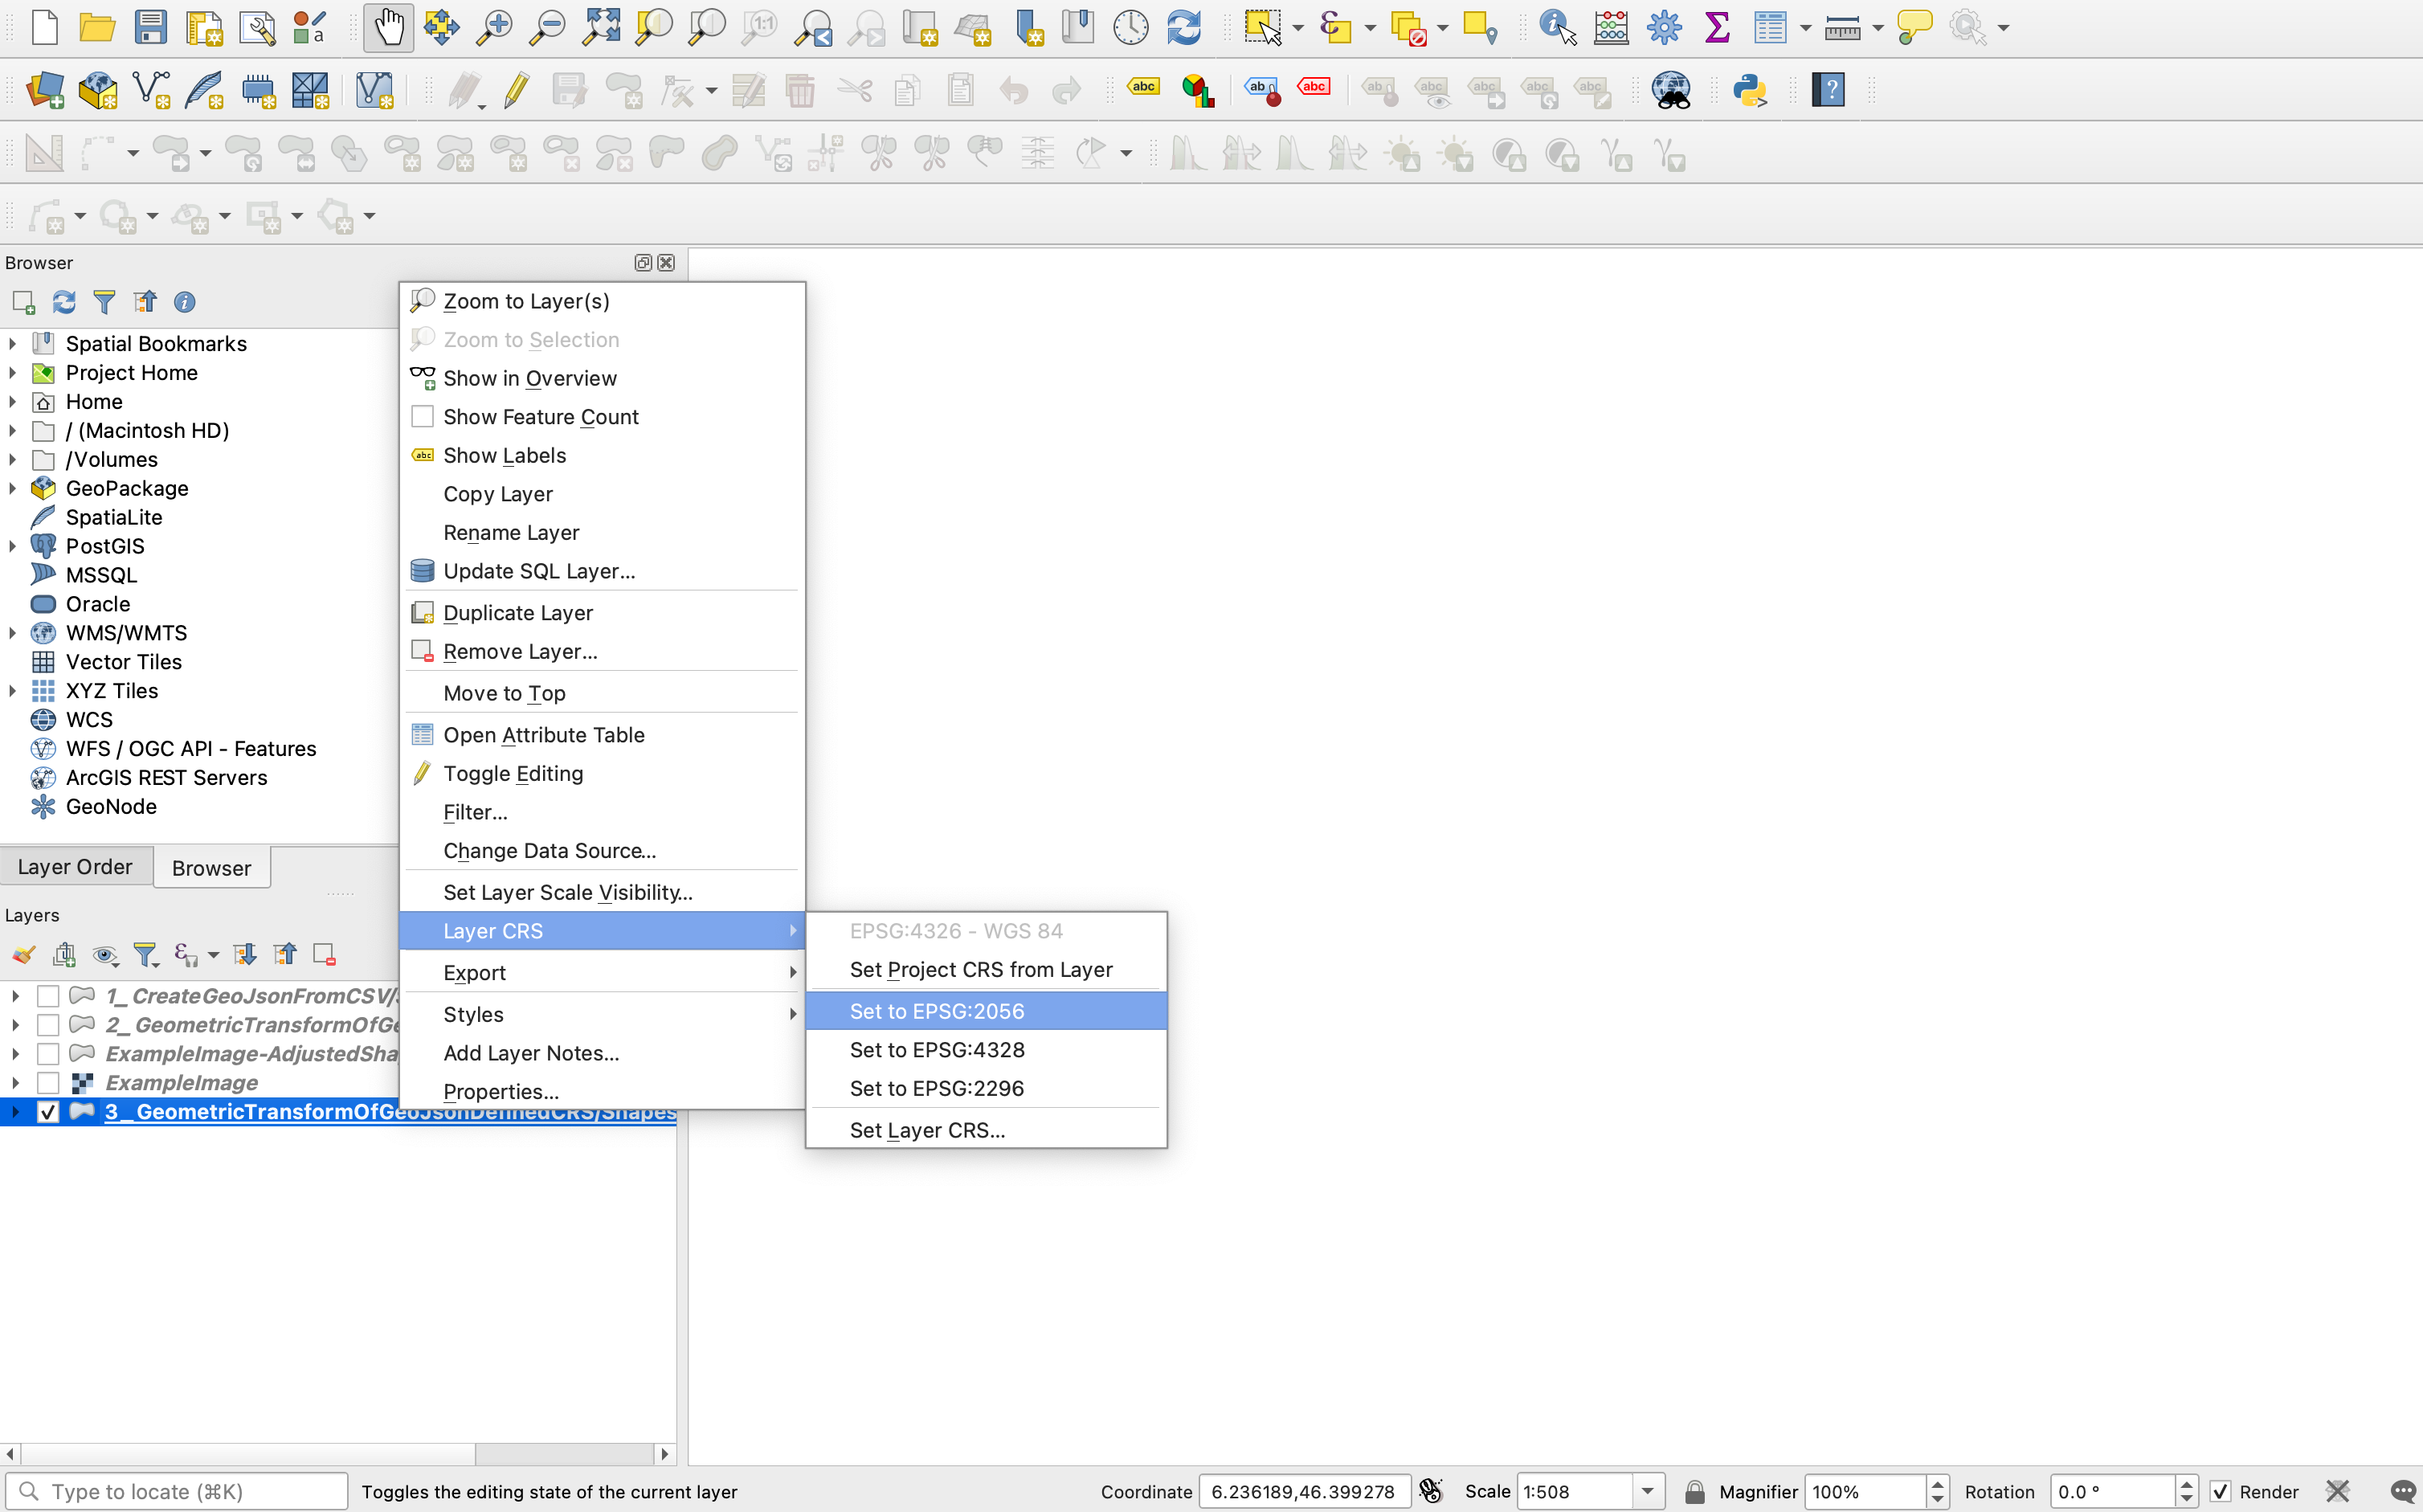 Browser
Spatial Bookmarks
Project Home
Home
/ (Macintosh HD)
/Volumes
GeoPackage
SpatiaLite
PostGIS
MSSQL
Oracle
WMS/WMTS
Vector Tiles
XYZ Tiles
WCS
WFS / OGC API - Features
ArcGIS REST Servers
GeoNode
Layer Order
Browser
Layers
1_CreateGeoJsonFromCSV/
2_GeometricTransformOfGe
ExampleImage-AdjustedSha
ExampleImage
3_GeometricTransformOfGeoJsonDefinedCRS/Shapes
Zoom to Layer(s)
Zoom to Selection
Show in Overview
Show Feature Count
abc Show Labels
Copy Layer
Rename Layer
Update SQL Layer...
Duplicate Layer
Remove Layer...
Move to Top
Open Attribute Table
Toggle Editing
Filter...
Change Data Source...
Set Layer Scale Visibility...
Layer CRS
Export
Styles
Add Layer Notes...
Properties...
EPSG:4326 - WGS 84
Set Project CRS from Layer
Set to EPSG:2056
Set to EPSG:4328
Set to EPSG:2296
Set Layer CRS...
Type to locate (⌘K)
Toggles the editing state of the current layer
Coordinate 6.236189,46.399278
Scale 1:508
Magnifier 100%
Rotation 0.0 °
Render